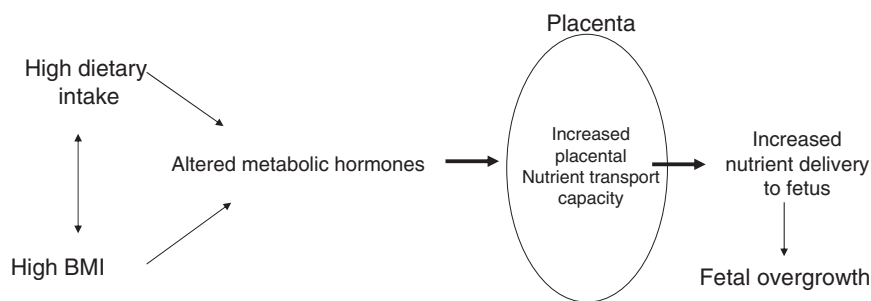 Placenta
High dietary
intake
Altered metabolic hormones
High BMI
Increased
placental
Nutrient transport
capacity
Increased
nutrient delivery
to fetus
Fetal overgrowth